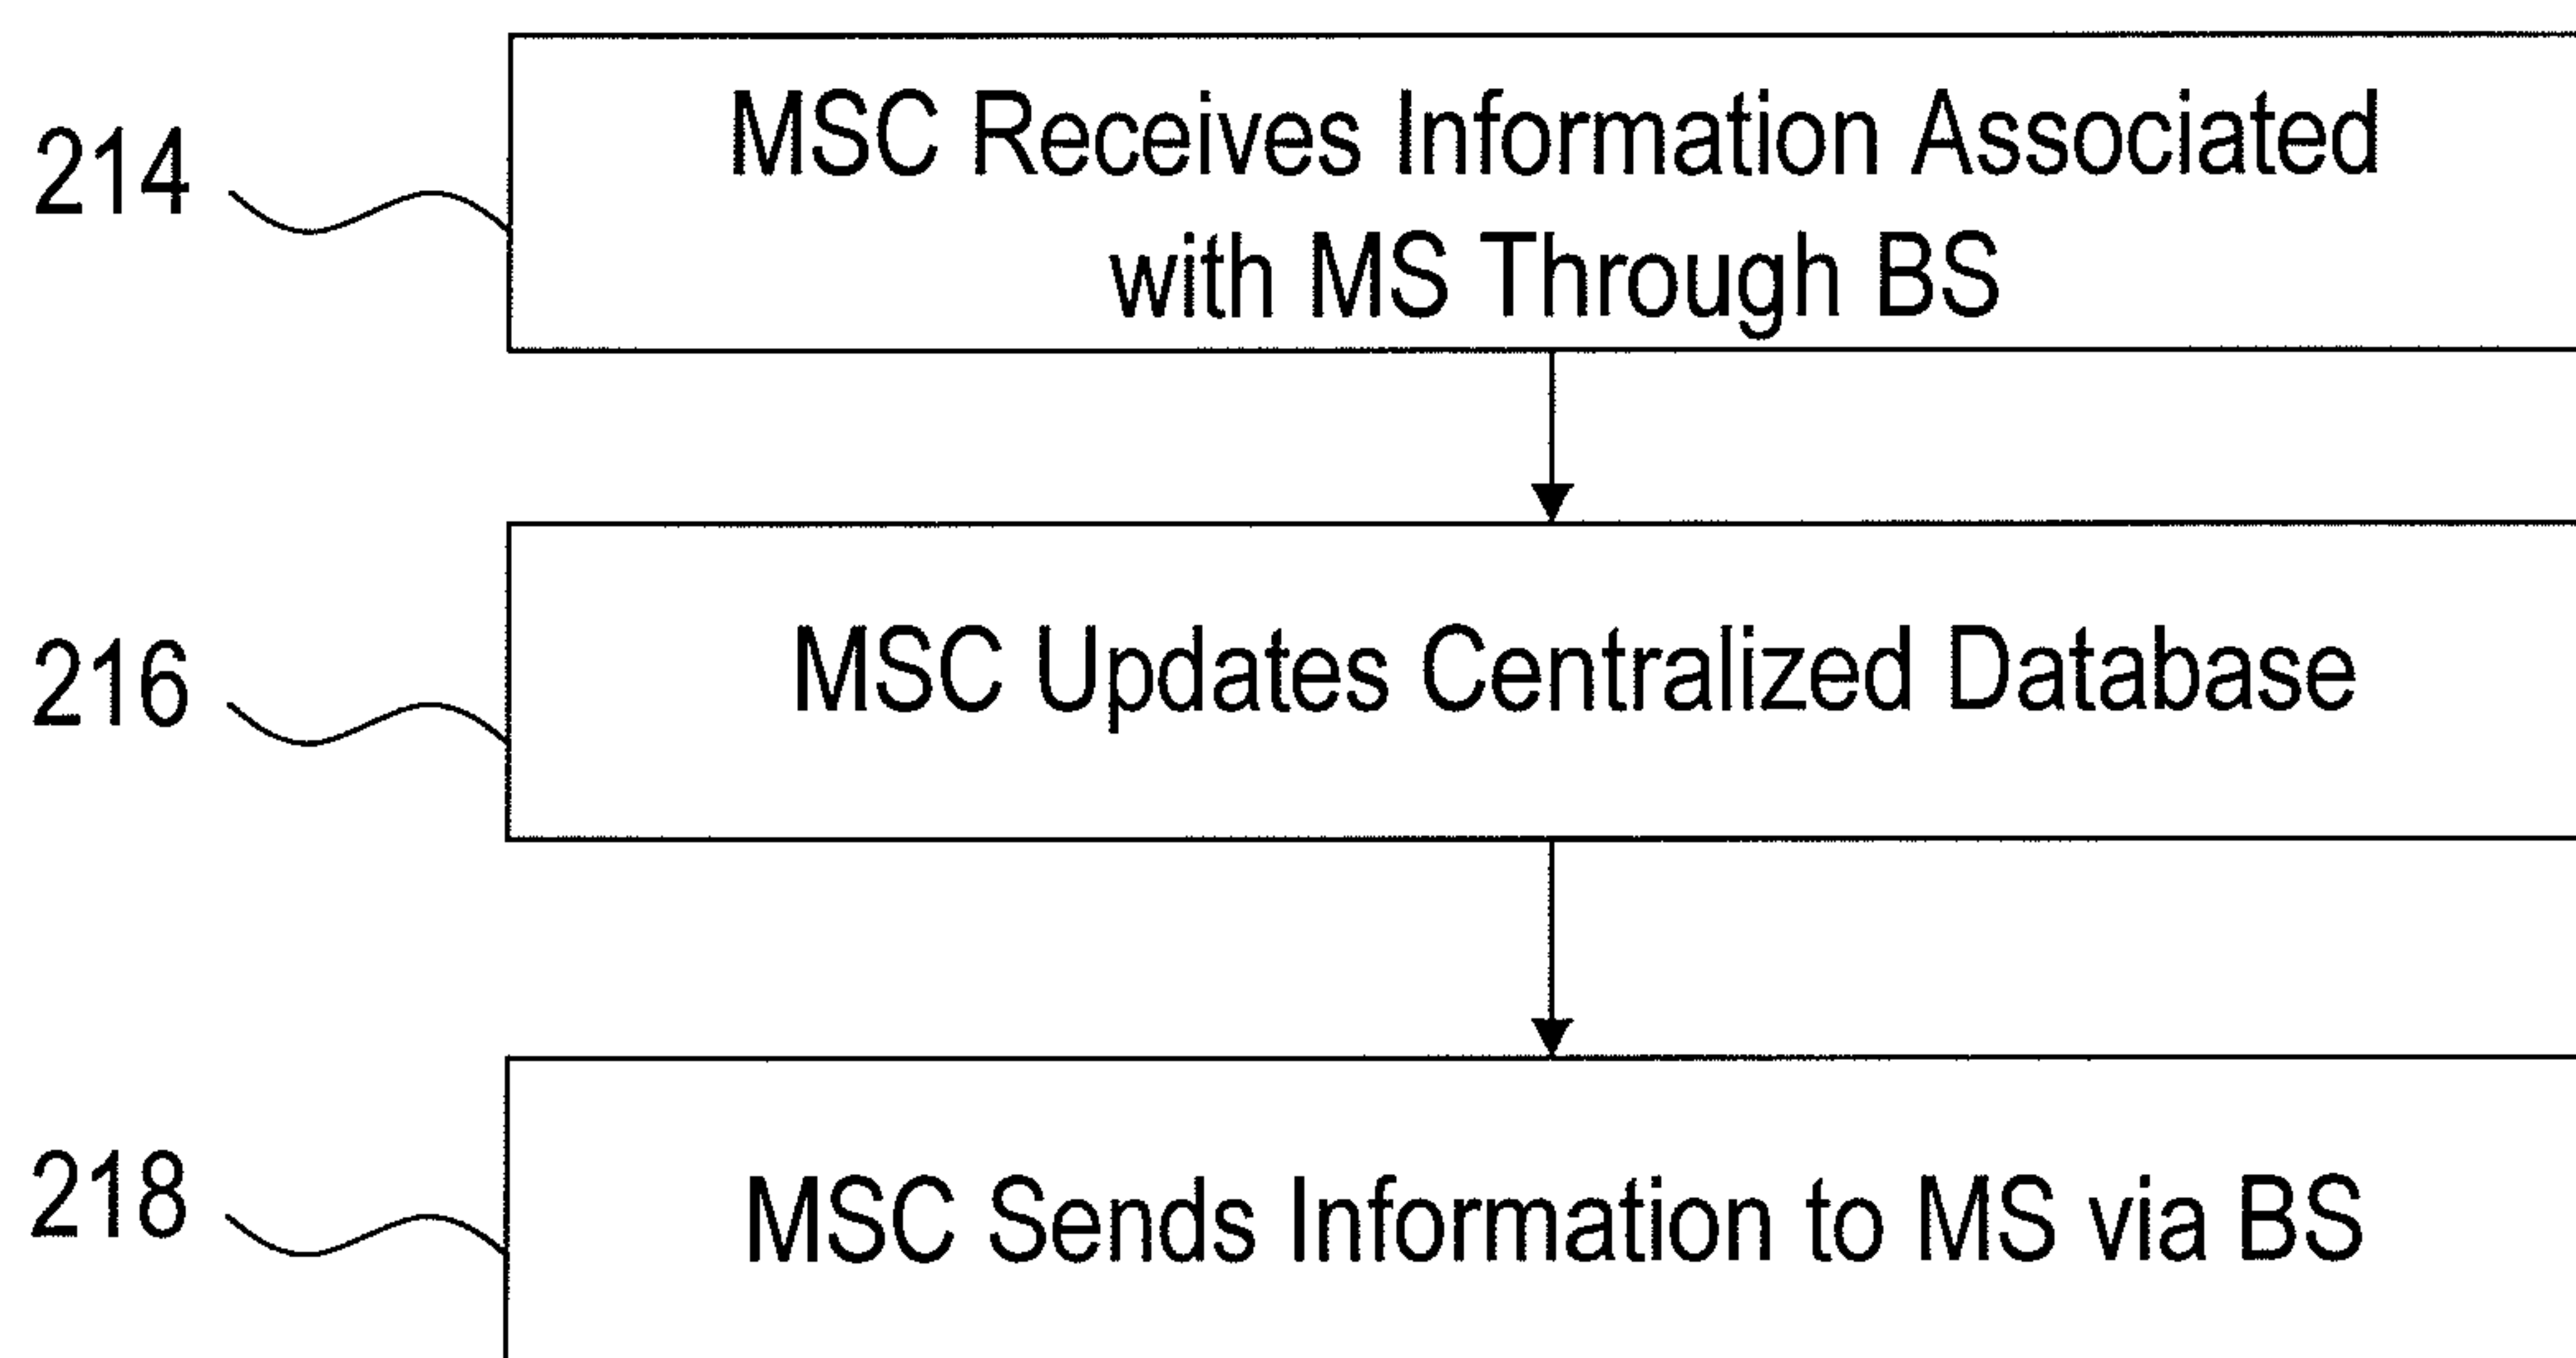 214
MSC Receives Information Associated
with MS Through BS
216
MSC Updates Centralized Database
218
MSC Sends Information to MS via BS